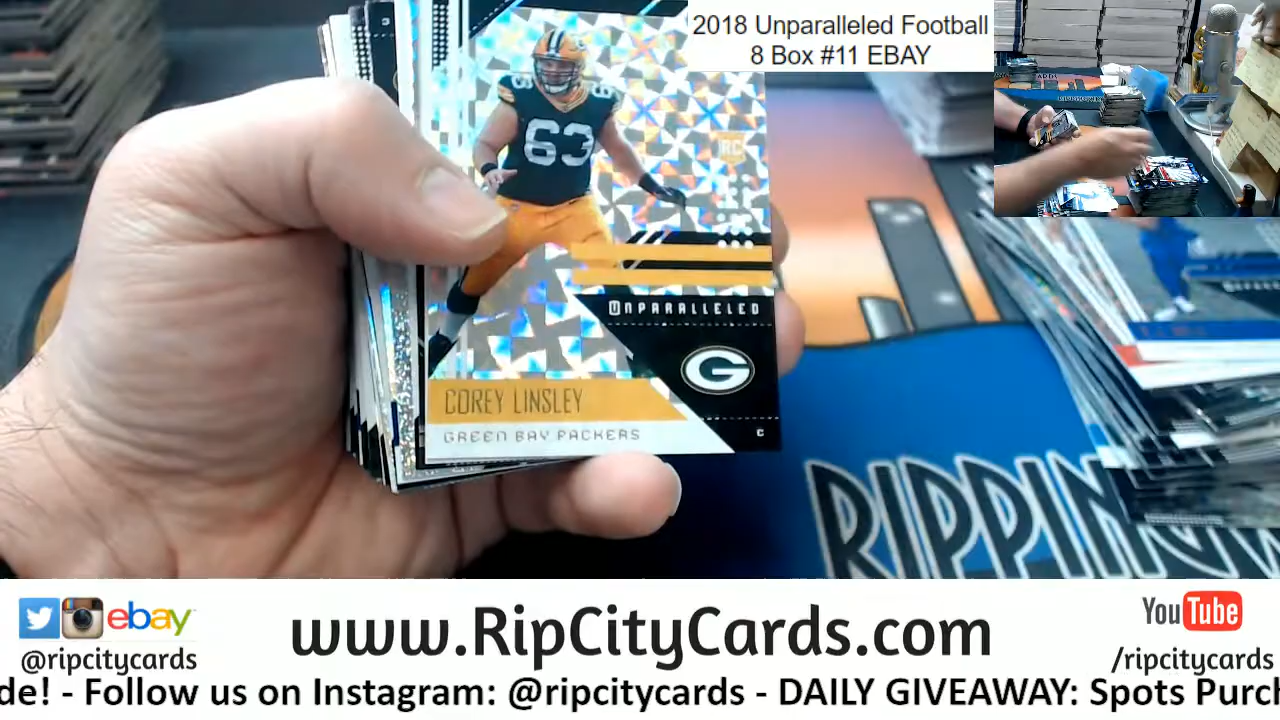 2018 Unparalleled Football
8 Box #11 EBAY
63
RC
UNPARALLELED
G
COREY LINSLEY
GREEN BAY PACKERS
C
RIPPIN
ebay
@ripcitycards
www.RipCityCards.com
YouTube
/ripcitycards
de! - Follow us on Instagram: @ripcitycards - DAILY GIVEAWAY: Spots Purch